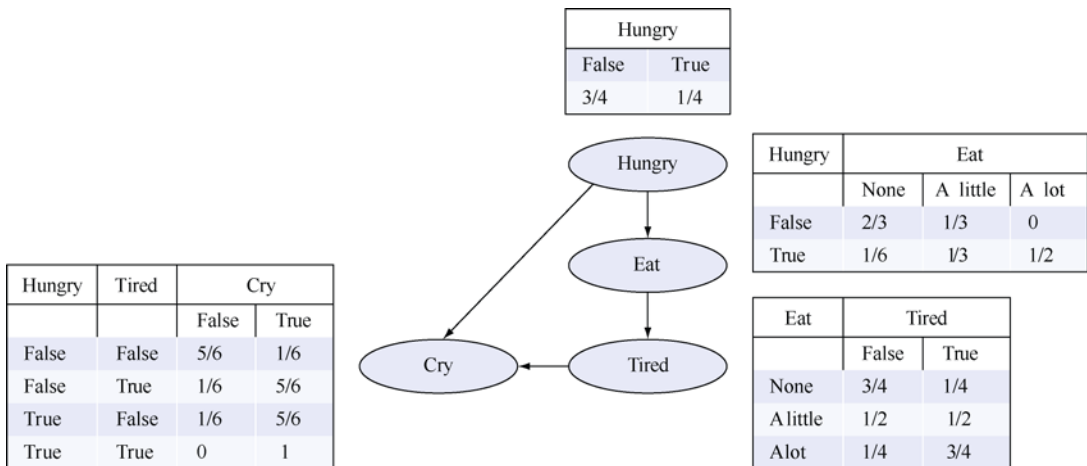 Hungry
False True
3/4 1/4
Hungry
Hungry Eat
None A little A lot
False 2/3 1/3 0
True 1/6 1/3 1/2
Eat
Hungry Tired Cry
False True
False False 5/6 1/6
False True 1/6 5/6
True False 1/6 5/6
True True 0 1
Cry
Tired
Eat Tired
False True
None 3/4 1/4
Alittle 1/2 1/2
Alot 1/4 3/4